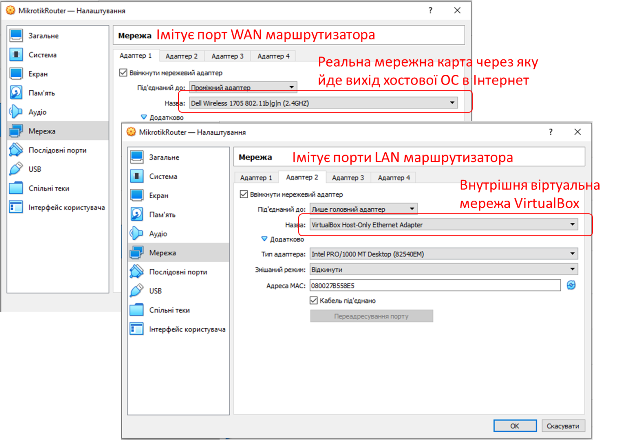 MikrotikRouter — Налаштування
?
Загальне
Система
Екран
Пам'ять
Аудіо
Мережа
Послідовні порти
USB
Спільні теки
Інтерфейс користувача
Мережа
Імітує порт WAN маршрутизатора
Адаптер 1
Адаптер 2
Адаптер 3
Адаптер 4
Ввімкнути мережевий адаптер
Під'єднаний до:
Проміжний адаптер
Назва:
Dell Wireless 1705 802.11b|g|n (2.4GHZ)
Додатково
Реальна мережна карта через яку
йде вихід хостової ОС в Інтернет
MikrotikRouter — Налаштування
?
Загальне
Система
Екран
Пам'ять
Аудіо
Мережа
Послідовні порти
USB
Спільні теки
Інтерфейс користувача
Мережа
Імітує порти LAN маршрутизатора
Адаптер 1
Адаптер 2
Адаптер 3
Адаптер 4
Ввімкнути мережевий адаптер
Під'єднаний до:
Лише головний адаптер
Назва:
VirtualBox Host-Only Ethernet Adapter
Додатково
Тип адаптера:
Intel PRO/1000 MT Desktop (82540EM)
Змішаний режим:
Відкинути
Адреса MAC:
080027B558E5
Кабель під'єднано
Переадресування порту
Внутрішня віртуальна
мережа VirtualBox
OK
Скасувати